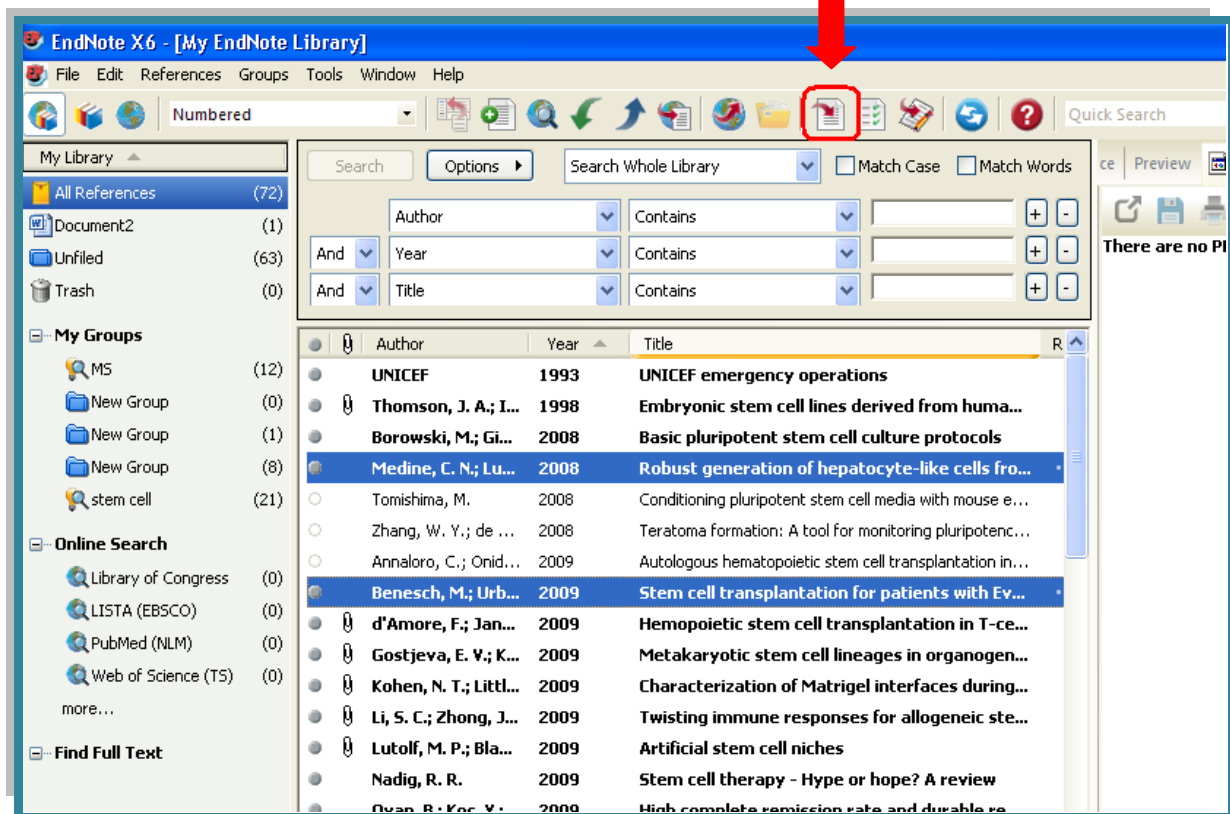 EndNote X6 - [My EndNote Library]
File Edit References Groups Tools Window Help
Numbered
Quick Search
My Library
All References (72)
Document2 (1)
Unfiled (63)
Trash (0)
My Groups
MS (12)
New Group (0)
New Group (1)
New Group (8)
stem cell (21)
Online Search
Library of Congress (0)
LISTA (EBSCO) (0)
PubMed (NLM) (0)
Web of Science (TS) (0)
more...
Find Full Text
Search Options Search Whole Library Match Case Match Words
Author Contains + -
And Year Contains + -
And Title Contains + -
Author Year Title R
UNICEF 1993 UNICEF emergency operations
Thomson, J. A.; I... 1998 Embryonic stem cell lines derived from huma...
Borowski, M.; Gi... 2008 Basic pluripotent stem cell culture protocols
Medine, C. N.; Lu... 2008 Robust generation of hepatocyte-like cells fro...
Tomishima, M. 2008 Conditioning pluripotent stem cell media with mouse e...
Zhang, W. Y.; de ... 2008 Teratoma formation: A tool for monitoring pluripotenc...
Annaloro, C.; Onid... 2009 Autologous hematopoietic stem cell transplantation in...
Benesch, M.; Urb... 2009 Stem cell transplantation for patients with Ev...
d'Amore, F.; Jan... 2009 Hemopoietic stem cell transplantation in T-ce...
Gostjeva, E. V.; K... 2009 Metakaryotic stem cell lineages in organogen...
Kohen, N. T.; Littl... 2009 Characterization of Matrigel interfaces during...
Li, S. C.; Zhong, J... 2009 Twisting immune responses for allogeneic ste...
Lutolf, M. P.; Bla... 2009 Artificial stem cell niches
Nadig, R. R. 2009 Stem cell therapy - Hype or hope? A review
2009 High complete remission rate and durable re
ce Preview
There are no P